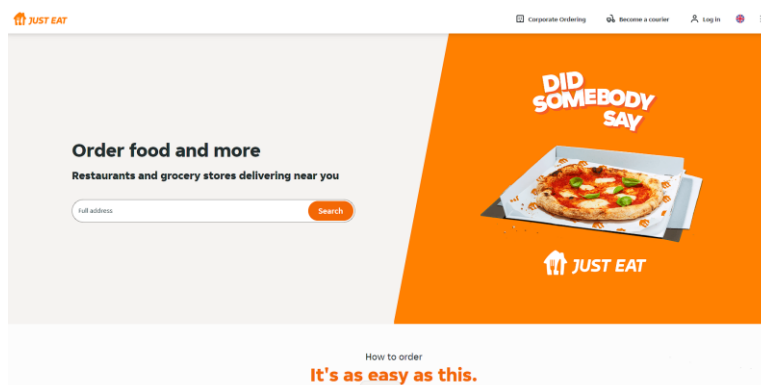 JUST EAT
Corporate Ordering
Become a courier
Log in
Order food and more
Restaurants and grocery stores delivering near you
Full address
Search
DID
SOMEBODY
SAY
JUST EAT
How to order
It's as easy as this.